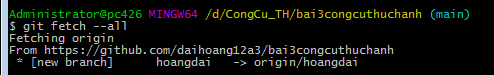 Administrator@pc426 MINGW64 /d/CongCu_TH/bai3congcuthuchanh (main)
$ git fetch --all
Fetching origin
From https://github.com/daihoang12a3/bai3congcuthuchanh
 * [new branch]      hoangdai   -> origin/hoangdai